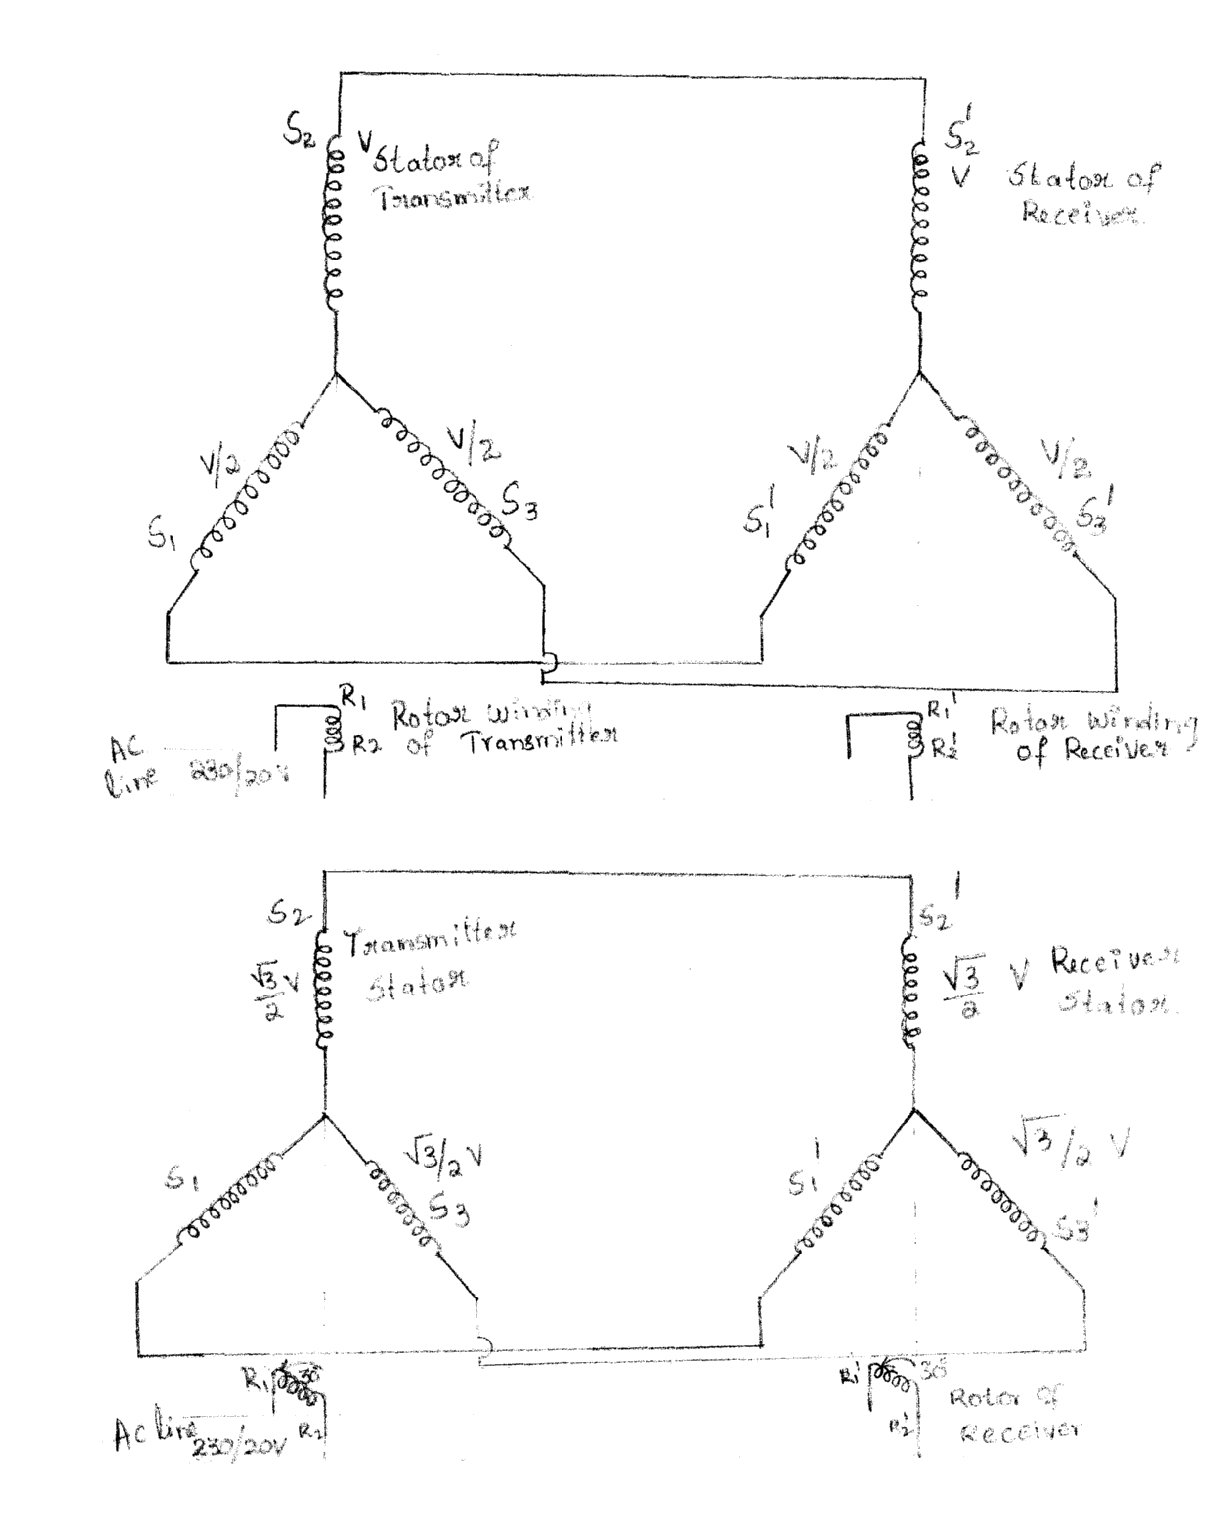 S2
V
Stator of
Transmitter
S2'
V
Stator of
Receiver
V/2
V/2
S1
S3
V/2
V/2
S1'
S3'
R1
R2
Rotor winding
of Transmitter
AC
line
230/20V
R1'
R2'
Rotor winding
of Receiver
S2
√3/2 V
Transmitter
Stator
S2'
√3/2 V
Receiver
Stator
S1
√3/2 V
S3
S1'
√3/2 V
S3'
R1
30°
R2
AC line
230/20V
R1'
30°
R2'
Rotor of
Receiver